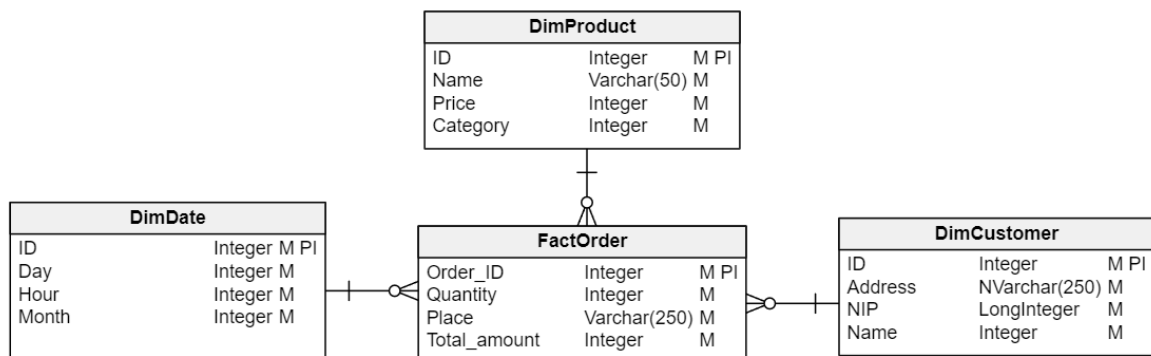 DimProduct
ID Integer M PI
Name Varchar(50) M
Price Integer M
Category Integer M
DimDate
ID Integer M PI
Day Integer M
Hour Integer M
Month Integer M
FactOrder
Order_ID Integer M PI
Quantity Integer M
Place Varchar(250) M
Total_amount Integer M
DimCustomer
ID Integer M PI
Address NVarchar(250) M
NIP LongInteger M
Name Integer M